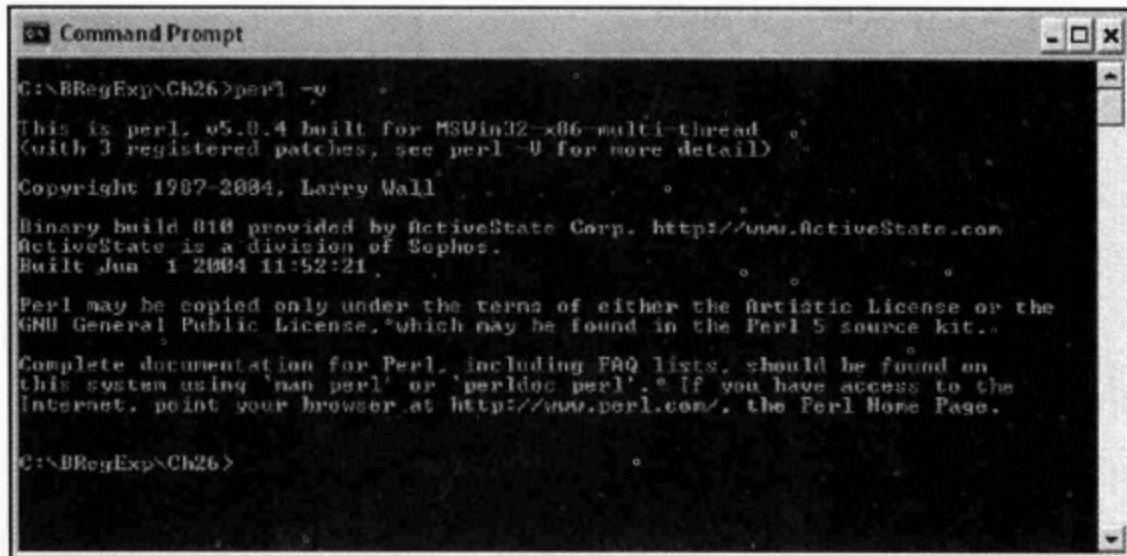 Command Prompt
C:\BRegExp\Ch26>perl -v
This is perl, v5.8.4 built for MSWin32-x86-multi-thread
(with 3 registered patches, see perl -V for more detail)
Copyright 1987-2004, Larry Wall
Binary build 810 provided by ActiveState Corp. http://www.ActiveState.com
ActiveState is a division of Sophos.
Built Jun 1 2004 11:52:21
Perl may be copied only under the terms of either the Artistic License or the
GNU General Public License, which may be found in the Perl 5 source kit.
Complete documentation for Perl, including FAQ lists, should be found on
this system using `man perl' or `perldoc perl'. If you have access to the
Internet, point your browser at http://www.perl.com/, the Perl Home Page.
C:\BRegExp\Ch26>